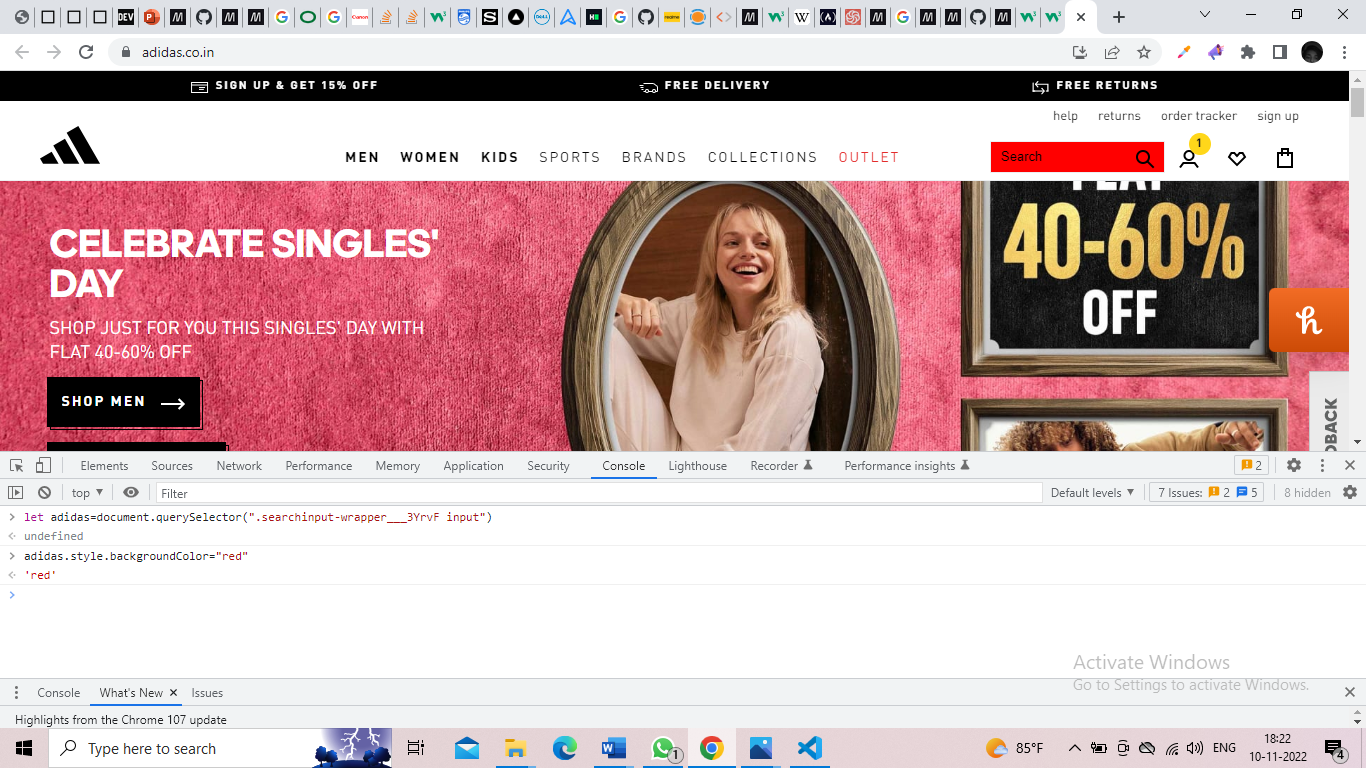 DEV
adidas.co.in
SIGN UP & GET 15% OFF
FREE DELIVERY
FREE RETURNS
help returns order tracker sign up
MEN WOMEN KIDS SPORTS BRANDS COLLECTIONS OUTLET
Search
1
CELEBRATE SINGLES'
DAY
SHOP JUST FOR YOU THIS SINGLES' DAY WITH
FLAT 40-60% OFF
SHOP MEN
FLAT
40-60%
OFF
Elements Sources Network Performance Memory Application Security Console Lighthouse Recorder Performance insights 2
top Filter Default levels 7 Issues: 2 5 8 hidden
let adidas=document.querySelector(".searchinput-wrapper___3YrvF input")
undefined
adidas.style.backgroundColor="red"
'red'
Activate Windows
Go to Settings to activate Windows.
Console What's New Issues
Highlights from the Chrome 107 update
Type here to search
1
85°F
ENG
18:22
10-11-2022
4